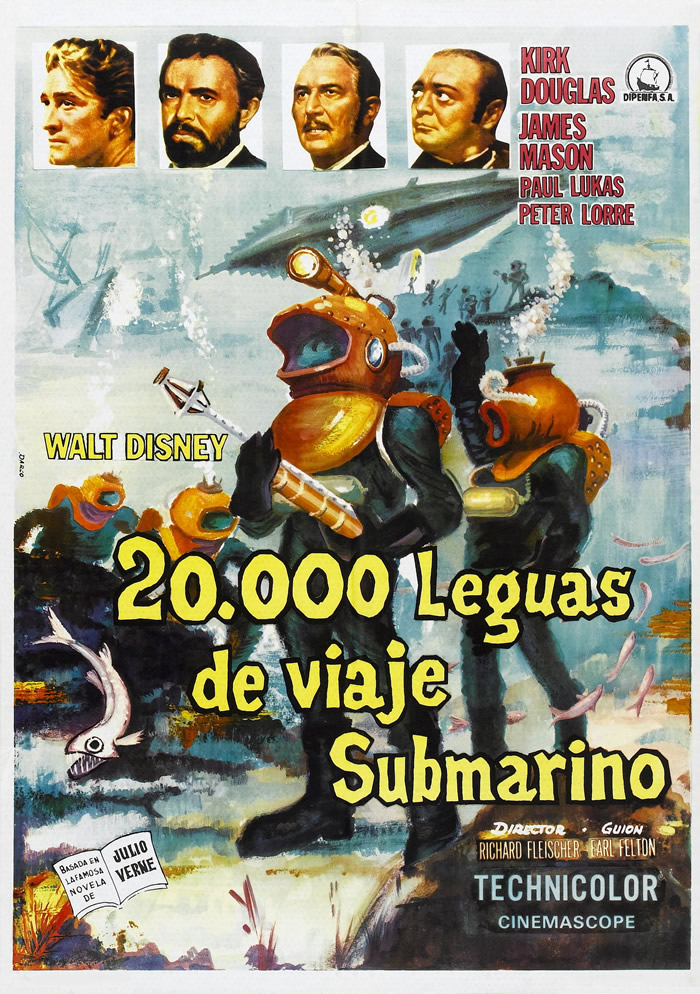 KIRK
DOUGLAS
JAMES
MASON
PAUL LUKAS
PETER LORRE
DIPENFA, S.A.
WALT DISNEY
DARCO
20.000 Leguas
de viaje
Submarino
BASADA EN
LA FAMOSA
NOVELA
DE
JULIO
VERNE
DIRECTOR · GUION
RICHARD FLEISCHER - EARL FELTON
TECHNICOLOR
CINEMASCOPE